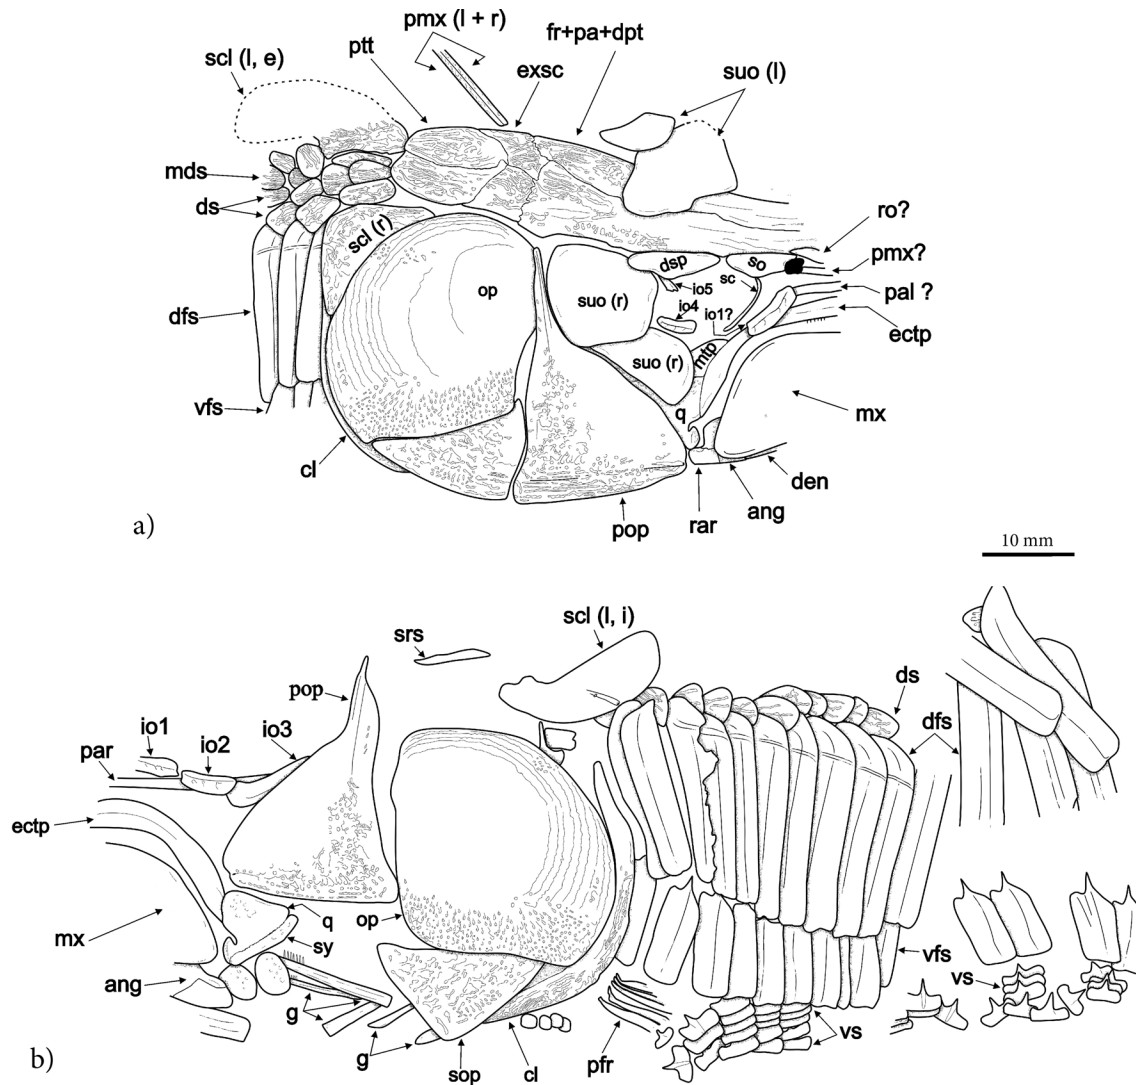 pmx (l + r)
fr+pa+dpt
ptt
scl (l, e)
exsc
suo (l)
mds
ds
ro?
scl (r)
dsp
so
pmx?
sc
io5
op
suo (r)
pal ?
io4
io1?
dfs
ectp
mtp
suo (r)
vfs
q
mx
cl
den
ang
rar
pop
a)
10 mm
scl (l, i)
srs
ds
pop
dfs
io1
io3
io2
par
ectp
q
op
mx
sy
vfs
vs
ang
g
vs
g
pfr
sop
cl
b)